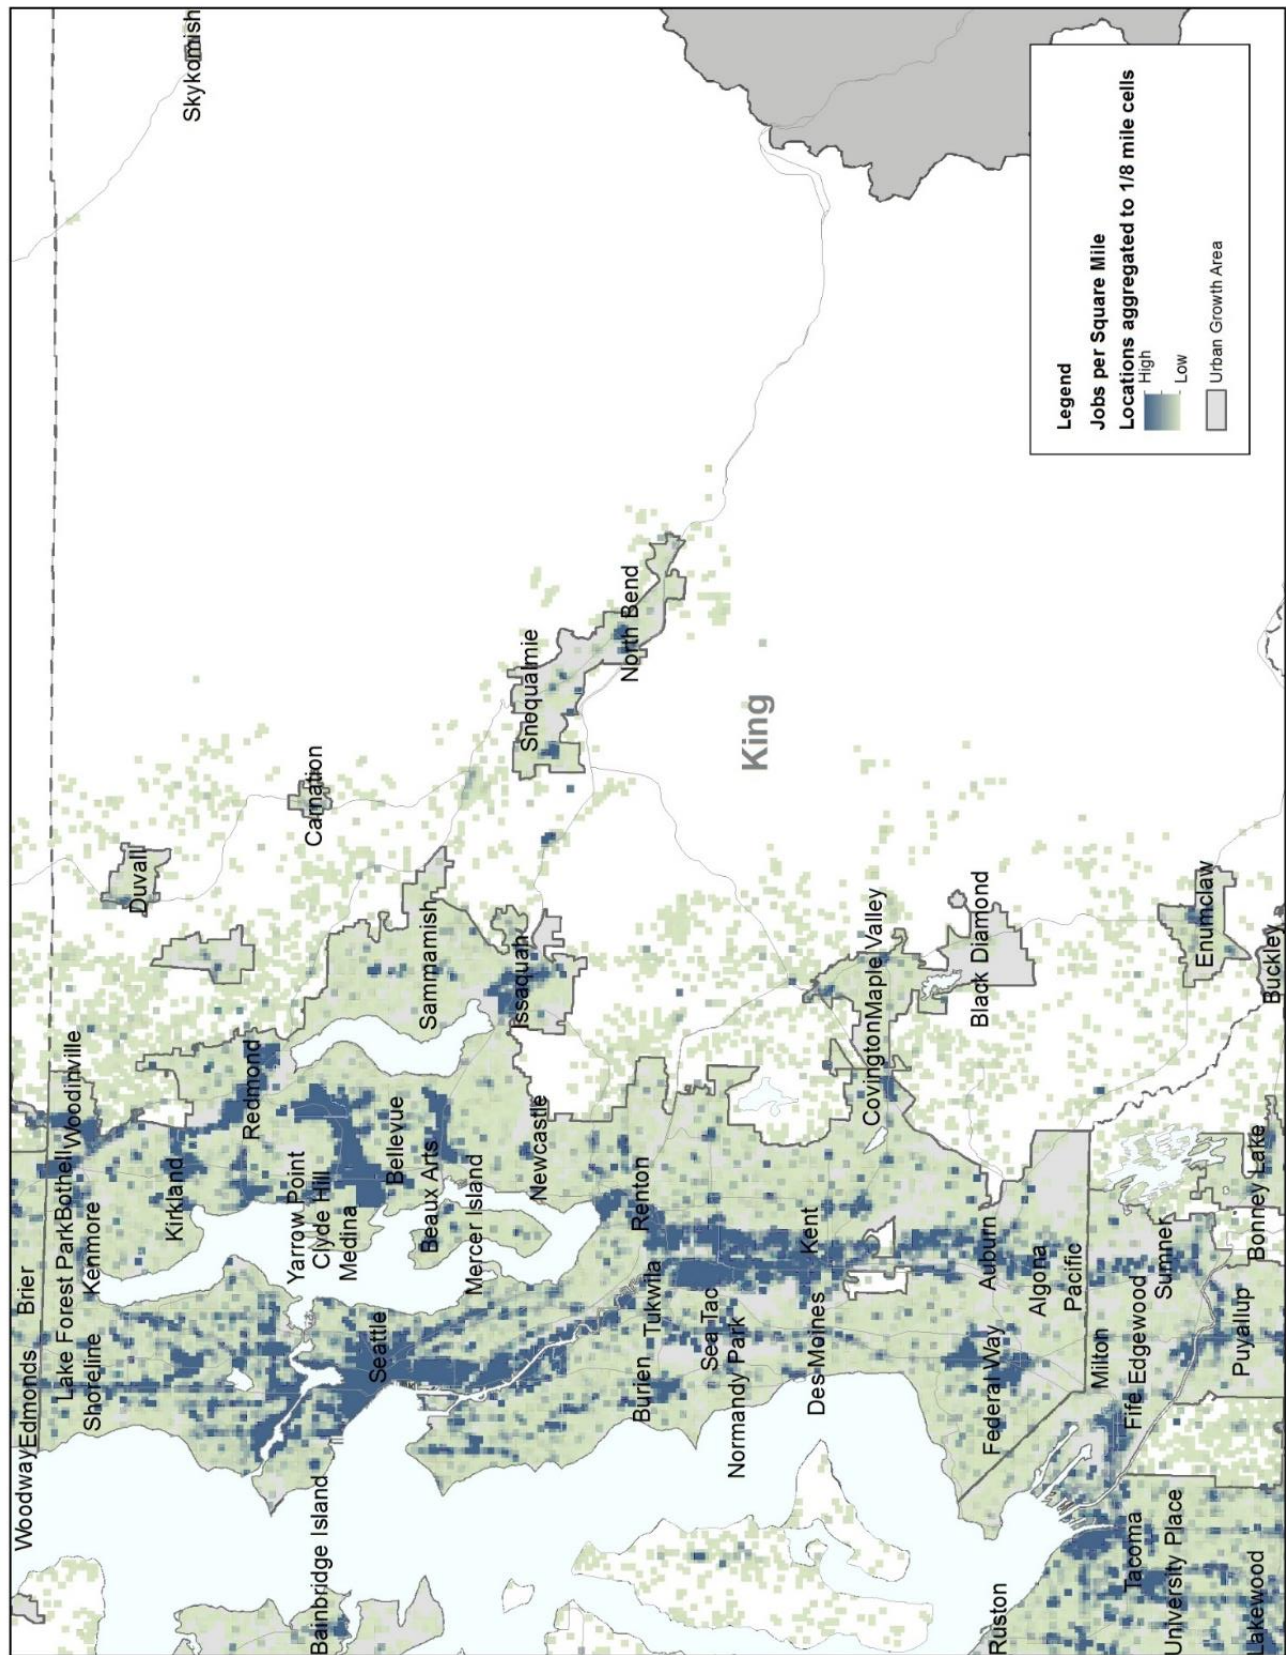 Skykomish
Woodway
Edmonds
Brier
Lake Forest Park
Bothell
Woodinville
Shoreline
Kenmore
Duvall
Kirkland
Redmond
Carnation
Bainbridge Island
Yarrow Point
Clyde Hill
Medina
Seattle
Bellevue
Beaux Arts
Sammamish
Mercer Island
Issaquah
Snoqualmie
Newcastle
North Bend
Renton
Burien
Tukwila
SeaTac
Normandy Park
King
Kent
Des Moines
Covington
Maple Valley
Black Diamond
Auburn
Federal Way
Algona
Pacific
Milton
Fife
Edgewood
Sumner
Enumclaw
Buckley
Bonney Lake
Puyallup
Ruston
Tacoma
University Place
Lakewood
Legend
Jobs per Square Mile
Locations aggregated to 1/8 mile cells
High
Low
Urban Growth Area